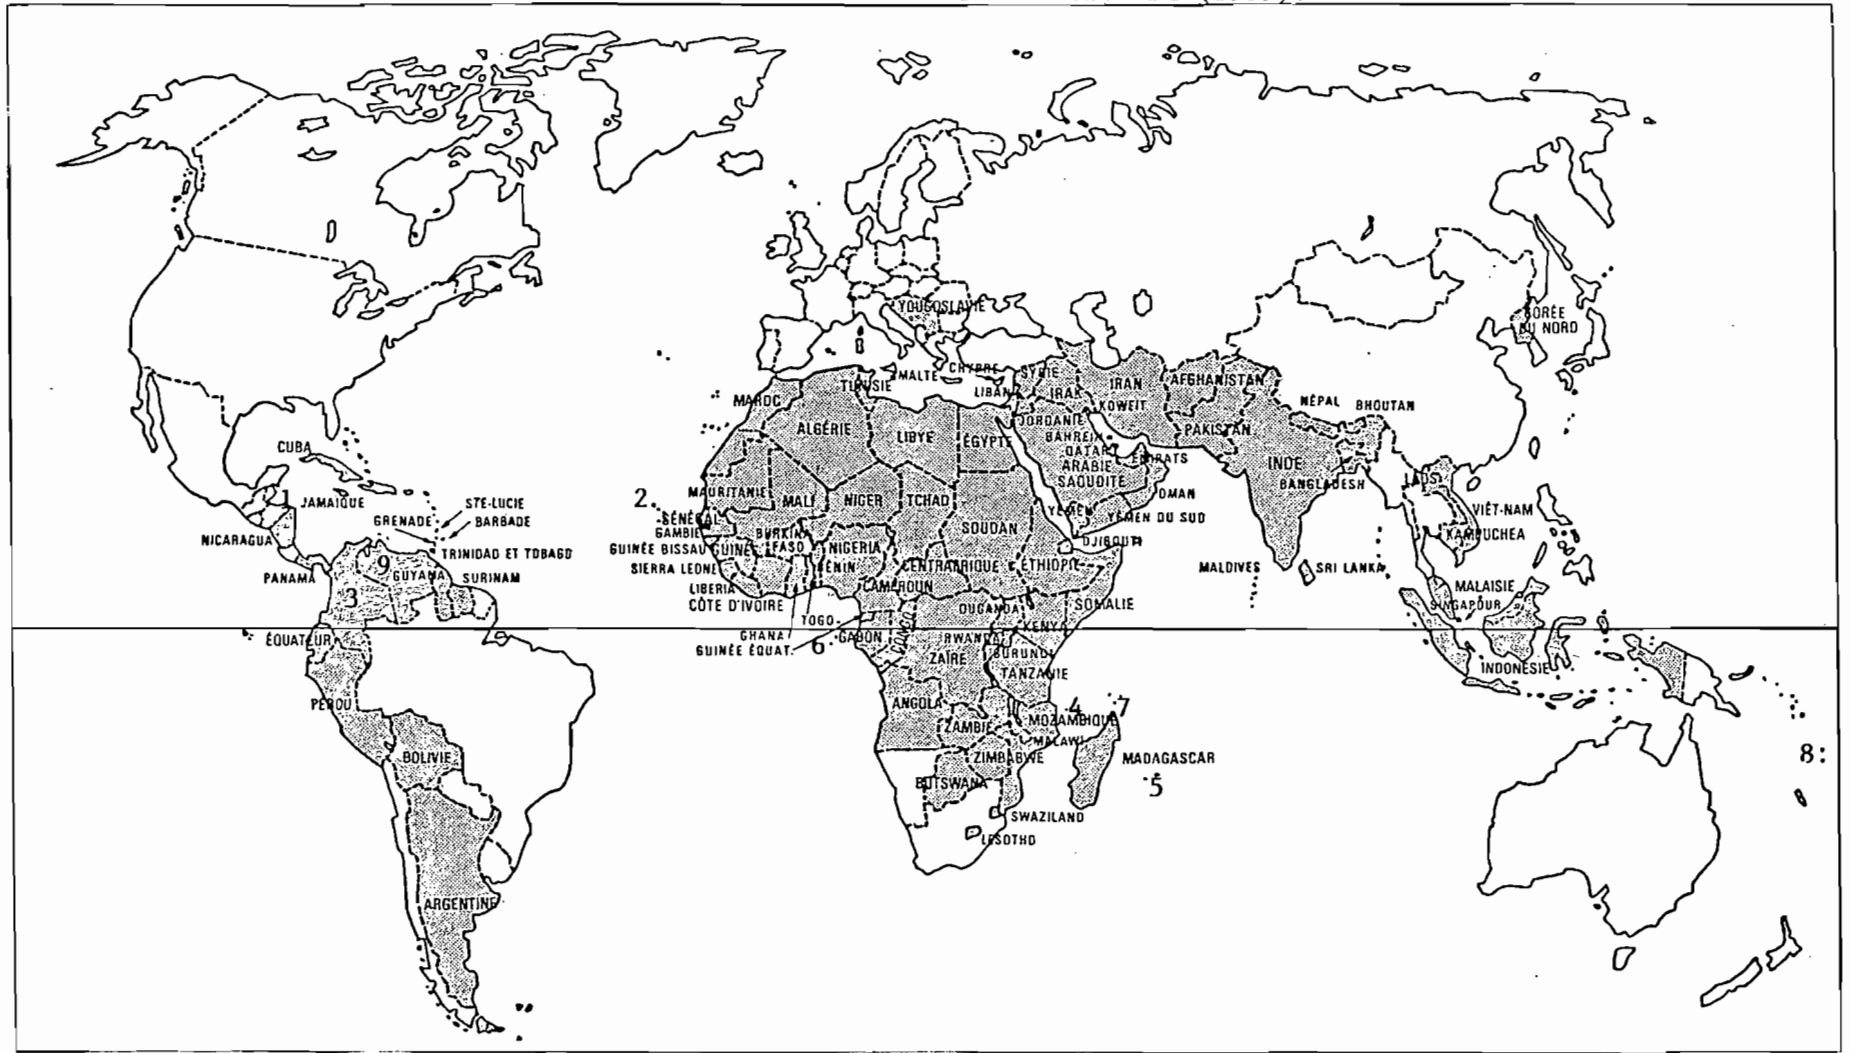 YOUGOSLAVIE
CORÉE
DU NORD
MALTE
CHYPRE
TUNISIE
SYRIE
LIBAN
IRAK
IRAN
AFGHANISTAN
KOWEIT
NÉPAL
BHOUTAN
MAROC
ALGÉRIE
LIBYE
ÉGYPTE
JORDANIE
BAHREIN
QATAR
ÉMIRATS
ARABIE
SAOUDITE
PAKISTAN
INDE
BANGLADESH
LAOS
CUBA
1
JAMAÏQUE
STE-LUCIE
GRENADE
BARBADE
NICARAGUA
TRINIDAD ET TOBAGO
PANAMA
9
GUYANA
SURINAM
3
2
MAURITANIE
MALI
NIGER
TCHAD
SOUDAN
OMAN
YÉMEN
YÉMEN DU SUD
VIÊT-NAM
KAMPUCHEA
SÉNÉGAL
GAMBIE
GUINÉE BISSAU
GUINÉE
BURKINA
FASO
NIGERIA
BÉNIN
DJIBOUTI
SIERRA LEONE
CENTRAFRIQUE
ÉTHIOPIE
MALDIVES
SRI LANKA
LIBERIA
CAMEROUN
CÔTE D'IVOIRE
OUGANDA
SOMALIE
MALAISIE
SINGAPOUR
TOGO
GHANA
GUINÉE ÉQUAT.
6
GABON
CONGO
RWANDA
KENYA
ÉQUATEUR
ZAÏRE
BURUNDI
TANZANIE
INDONÉSIE
PÉROU
ANGOLA
ZAMBIE
4
7
MOZAMBIQUE
MALAWI
BOLIVIE
ZIMBABWE
MADAGASCAR
8:
BOTSWANA
5
SWAZILAND
LESOTHO
ARGENTINE